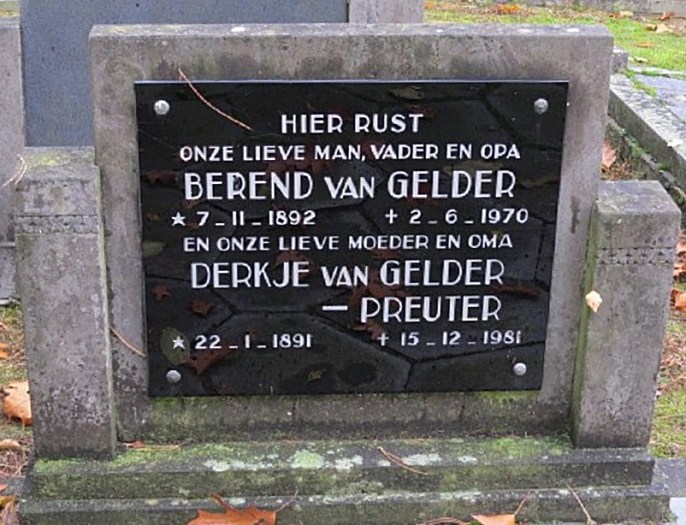 HIER RUST
ONZE LIEVE MAN, VADER EN OPA
BEREND VAN GELDER
* 7-11-1892 + 2-6-1970
EN ONZE LIEVE MOEDER EN OMA
DERKJE VAN GELDER
— PREUTER
* 22-1-1891 + 15-12-1981